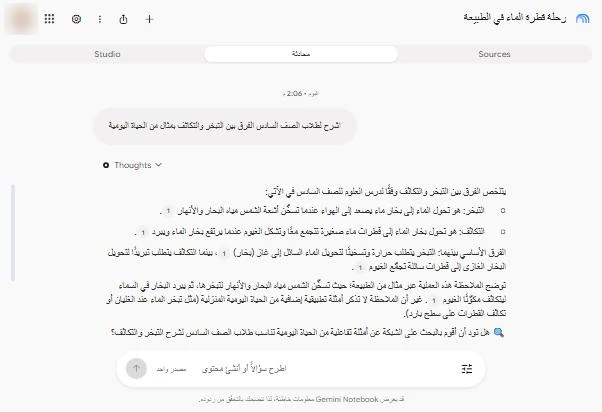 رحلة قطرة الماء في الطبيعة
Sources
محادثة
Studio
اليوم • 2:06 م
اشرح لطلاب الصف السادس الفرق بين التبخر والتكاثف بمثال من الحياة اليومية
Thoughts
يتلخص الفرق بين التبخر والتكاثف وفقًا لدرس العلوم للصف السادس في الآتي:
التبخر: هو تحول الماء إلى بخار ماء يصعد إلى الهواء عندما تسخّن أشعة الشمس مياه البحار والأنهار 1 .
التكاثف: هو تحول بخار الماء إلى قطرات ماء صغيرة تتجمع معًا وتشكل الغيوم عندما يرتفع بخار الماء ويبرد 1 .
الفرق الأساسي بينهما: التبخر يتطلب حرارة وتسخينًا لتحويل الماء السائل إلى غاز (بخار) 1 ، بينما التكاثف يتطلب تبريدًا لتحويل
البخار الغازي إلى قطرات سائلة تجمّع الغيوم 1 .
توضح الملاحظة هذه العملية عبر مثال من الطبيعة؛ حيث تسخّن الشمس مياه البحار والأنهار لتبخرها، ثم يبرد البخار في السماء
ليتكاثف مكوّنًا الغيوم 1 . غير أن الملاحظة لا تذكر أمثلة تطبيقية إضافية من الحياة اليومية المنزلية (مثل تبخر الماء عند الغليان أو
تكاثف القطرات على سطح بارد).
هل تود أن أقوم بالبحث على الشبكة عن أمثلة تفاعلية من الحياة اليومية تناسب طلاب الصف السادس لشرح التبخر والتكاثف؟
اطرح سؤالاً أو أنشئ محتوى
مصدر واحد
قد يعرض Gemini Notebook معلومات خاطئة، لذا ننصحك بالتحقّق من ردوده.